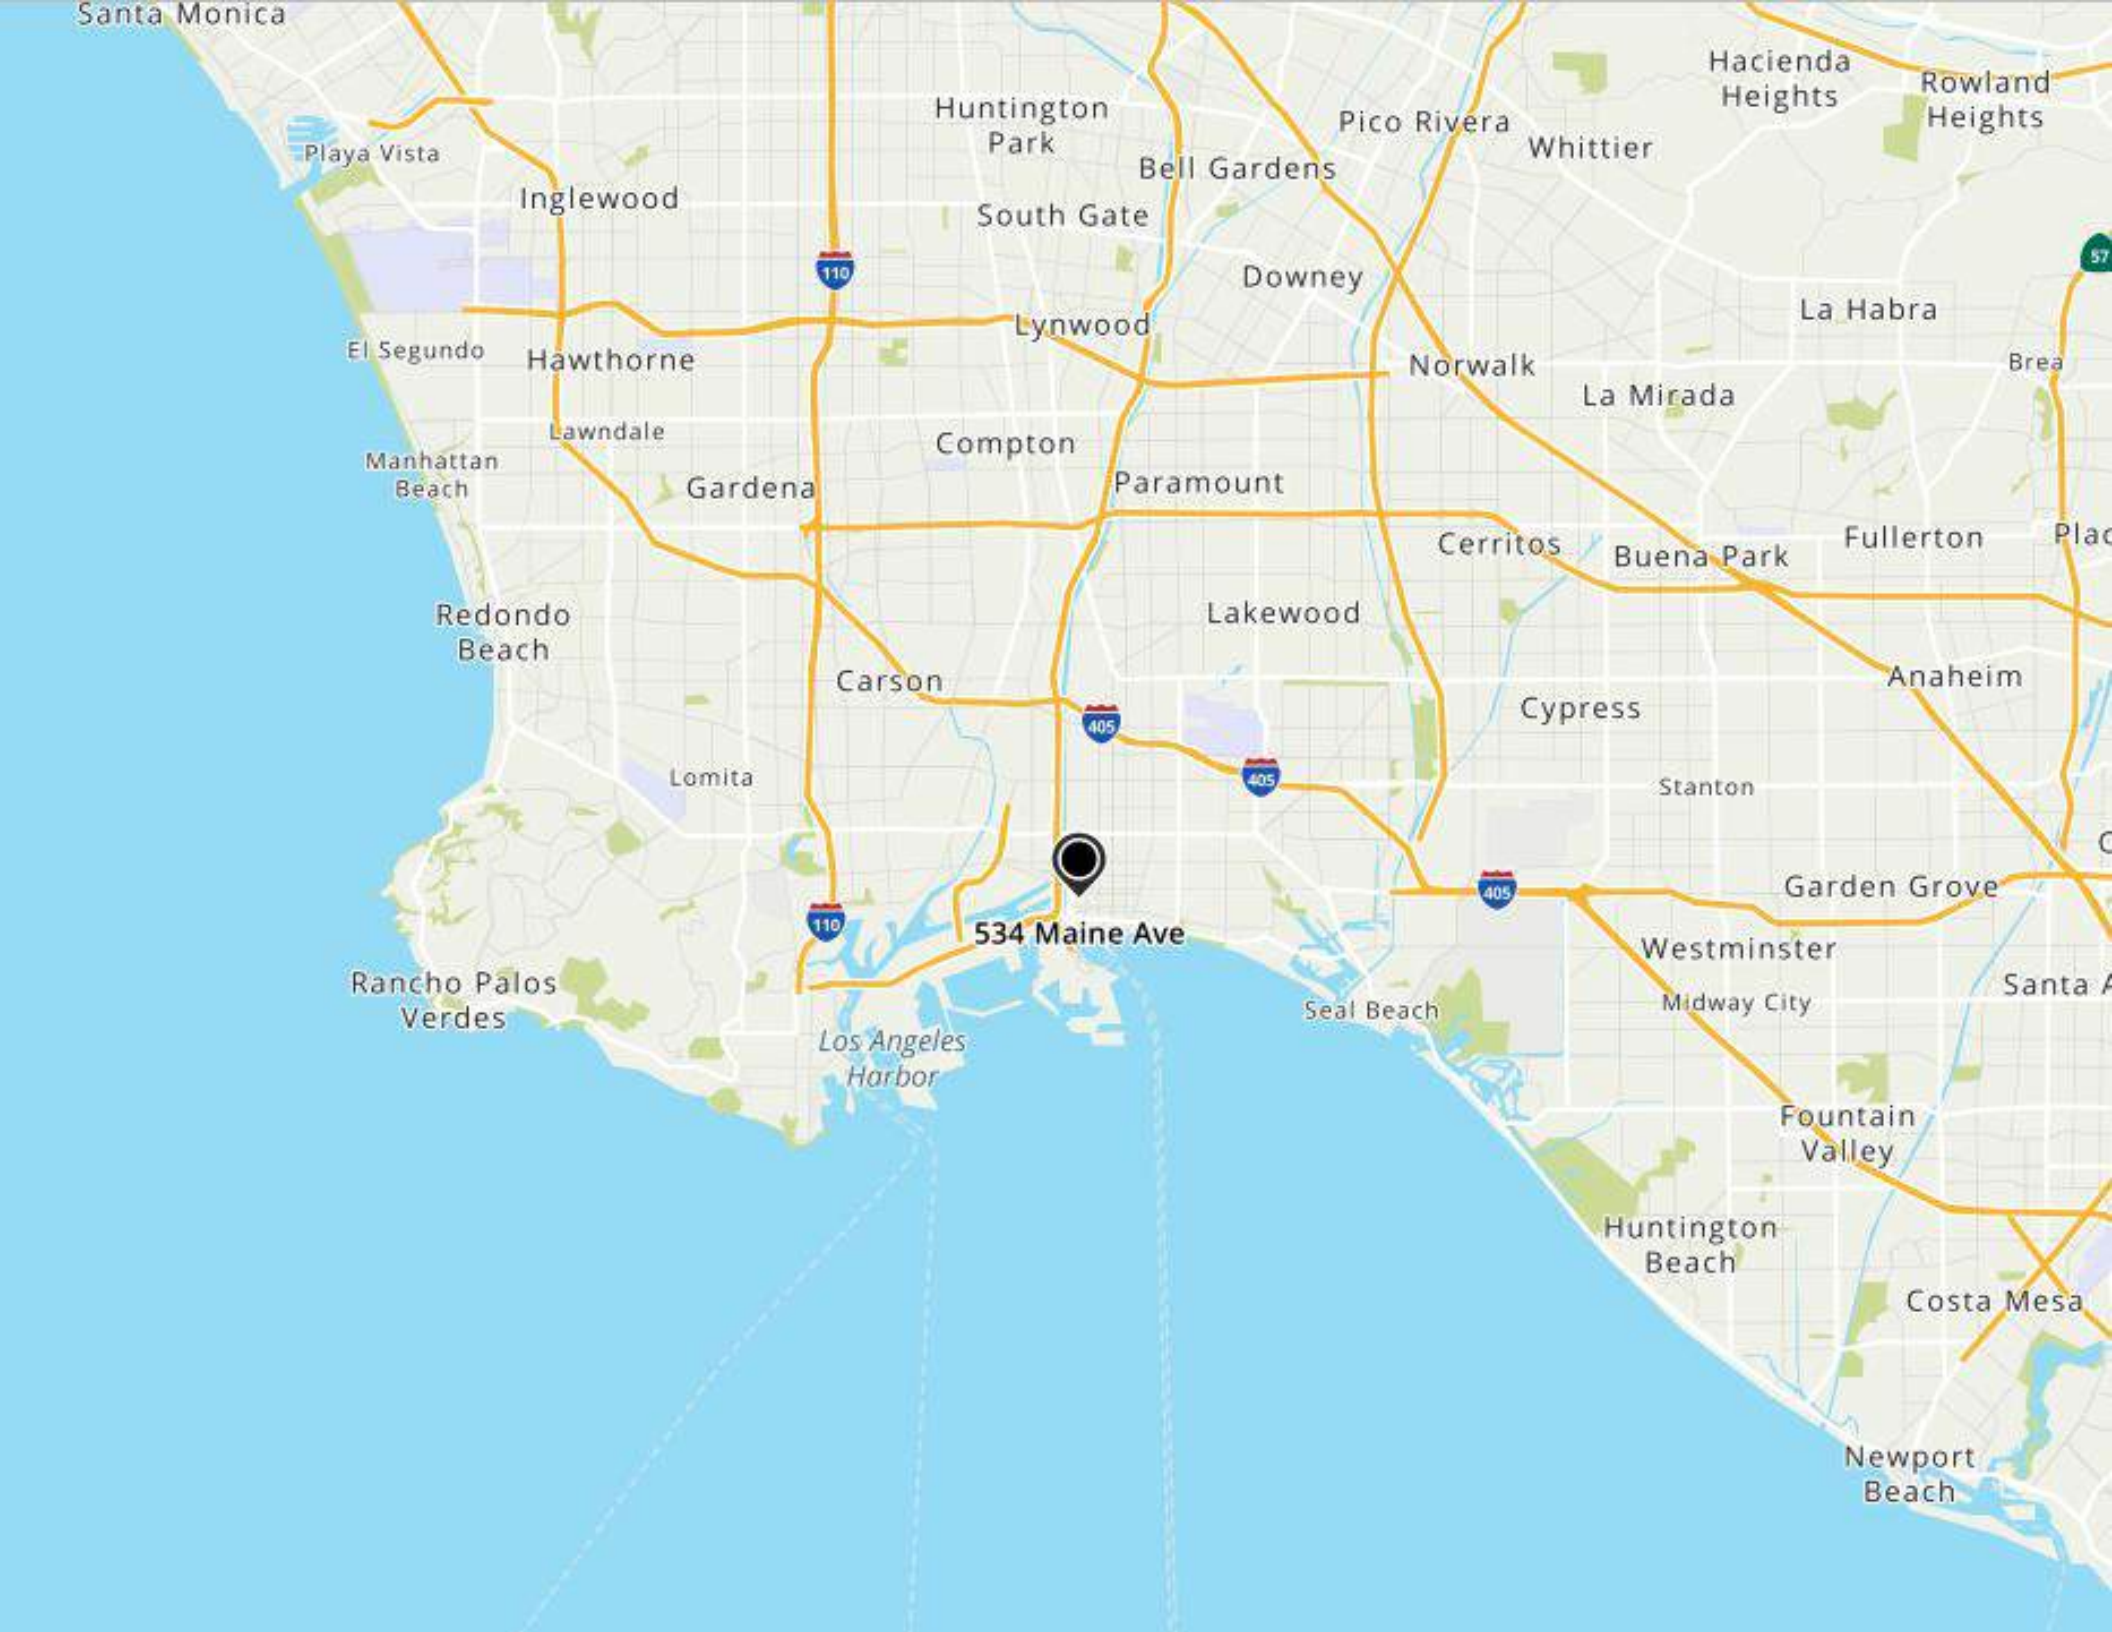 Santa Monica
Hacienda
Heights
Rowland
Heights
Huntington
Park
Pico Rivera
Whittier
Playa Vista
Bell Gardens
Inglewood
South Gate
57
110
Downey
La Habra
Lynwood
El Segundo
Hawthorne
Norwalk
Brea
La Mirada
Lawndale
Compton
Manhattan
Beach
Gardena
Paramount
Cerritos
Buena Park
Fullerton
Plac
Redondo
Beach
Lakewood
Carson
Anaheim
405
Cypress
Lomita
405
Stanton
C
110
405
Garden Grove
534 Maine Ave
Westminster
Rancho Palos
Verdes
Santa A
Seal Beach
Midway City
Los Angeles
Harbor
Fountain
Valley
Huntington
Beach
Costa Mesa
Newport
Beach